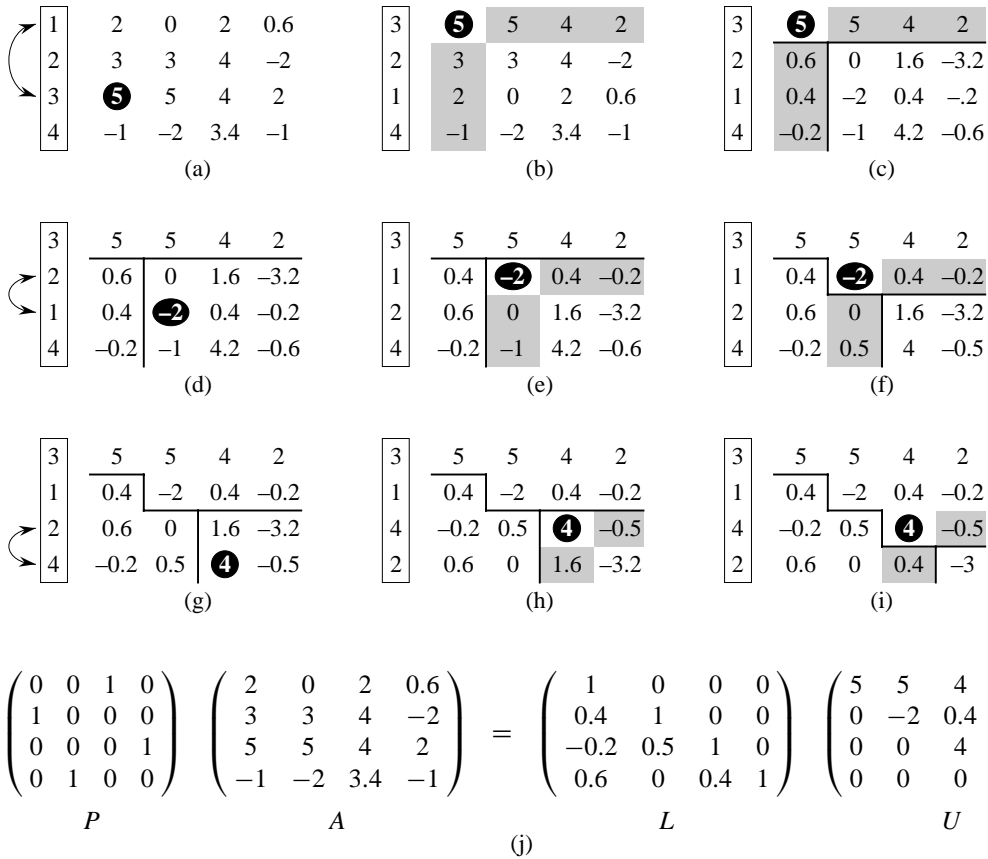 1 2 0 2 0.6 3 5 5 4 2 3 5 5 4 2
2 3 3 4 –2 2 3 3 4 –2 2 0.6 0 1.6 –3.2
3 5 5 4 2 1 2 0 2 0.6 1 0.4 –2 0.4 –.2
4 –1 –2 3.4 –1 4 –1 –2 3.4 –1 4 –0.2 –1 4.2 –0.6
(a) (b) (c)
3 5 5 4 2 3 5 5 4 2 3 5 5 4 2
2 0.6 0 1.6 –3.2 1 0.4 –2 0.4 –0.2 1 0.4 –2 0.4 –0.2
1 0.4 –2 0.4 –0.2 2 0.6 0 1.6 –3.2 2 0.6 0 1.6 –3.2
4 –0.2 –1 4.2 –0.6 4 –0.2 –1 4.2 –0.6 4 –0.2 0.5 4 –0.5
(d) (e) (f)
3 5 5 4 2 3 5 5 4 2 3 5 5 4 2
1 0.4 –2 0.4 –0.2 1 0.4 –2 0.4 –0.2 1 0.4 –2 0.4 –0.2
2 0.6 0 1.6 –3.2 4 –0.2 0.5 4 –0.5 4 –0.2 0.5 4 –0.5
4 –0.2 0.5 4 –0.5 2 0.6 0 1.6 –3.2 2 0.6 0 0.4 –3
(g) (h) (i)
0 0 1 0 2 0 2 0.6 1 0 0 0 5 5 4
1 0 0 0 3 3 4 −2 0.4 1 0 0 0 −2 0.4
0 0 0 1 5 5 4 2 = −0.2 0.5 1 0 0 0 4
0 1 0 0 −1 −2 3.4 −1 0.6 0 0.4 1 0 0 0
P A L U
(j)